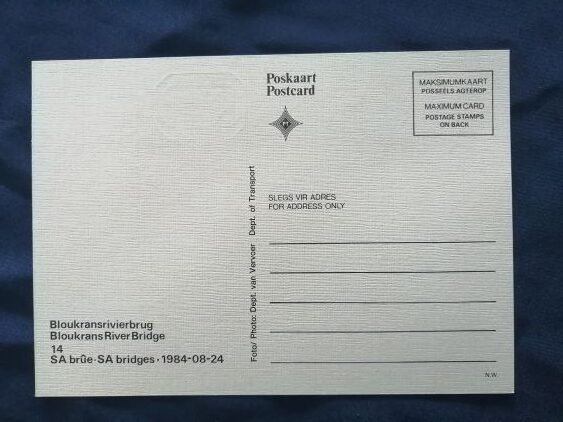 Poskaart
Postcard
MAKSIMUMKAART
POSSEËLS AGTEROP
MAXIMUM CARD
POSTAGE STAMPS
ON BACK
SLEGS VIR ADRES
FOR ADDRESS ONLY
Foto/ Photo: Dept. van Vervoer Dept. of Transport
Bloukransrivierbrug
Bloukrans River Bridge
14
SA brûe·SA bridges·1984-08-24
N.W.